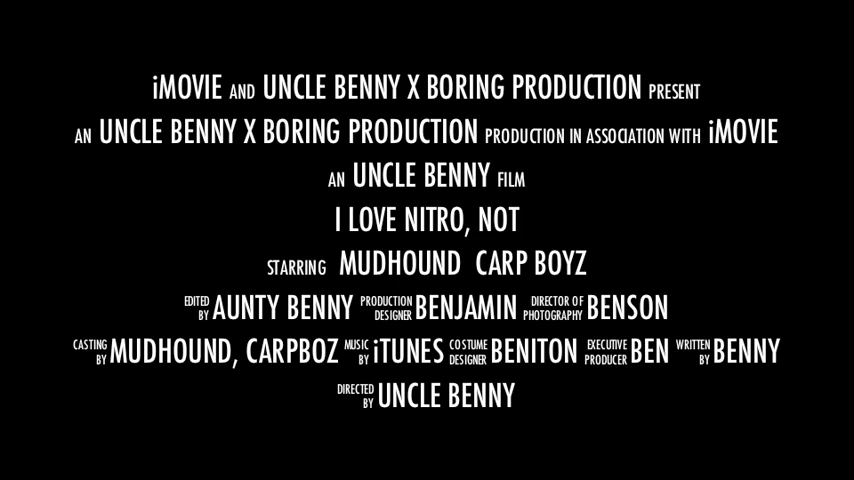 iMOVIE AND UNCLE BENNY X BORING PRODUCTION PRESENT
AN UNCLE BENNY X BORING PRODUCTION PRODUCTION IN ASSOCIATION WITH iMOVIE
AN UNCLE BENNY FILM
I LOVE NITRO, NOT
STARRING MUDHOUND CARP BOYZ
EDITED BY AUNTY BENNY PRODUCTION DESIGNER BENJAMIN DIRECTOR OF PHOTOGRAPHY BENSON
CASTING BY MUDHOUND, CARPBOZ MUSIC BY iTUNES COSTUME DESIGNER BENITON EXECUTIVE PRODUCER BEN WRITTEN BY BENNY
DIRECTED BY UNCLE BENNY